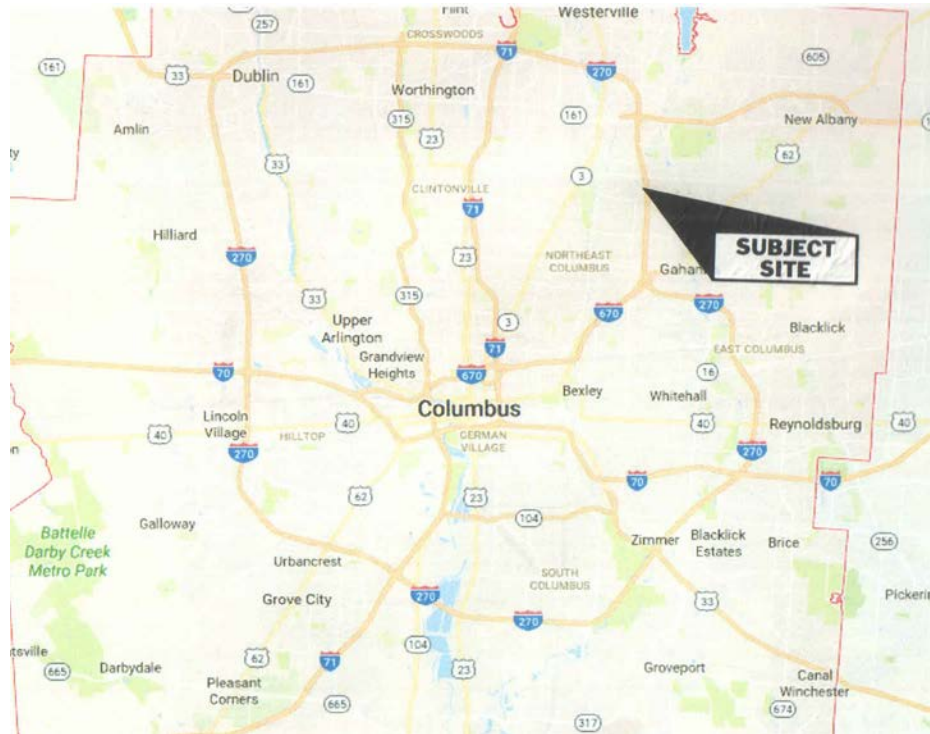 Flint
Westerville
257
CROSSWOODS
71
161
33
Dublin
161
270
605
Worthington
315
23
161
New Albany
Amlin
33
3
62
CLINTONVILLE
71
Hilliard
270
23
NORTHEAST
COLUMBUS
SUBJECT
SITE
Gahan
33
315
670
270
Upper
Arlington
3
Blacklick
Grandview
Heights
71
EAST COLUMBUS
70
670
16
Bexley
Whitehall
Lincoln
Village
Columbus
40
HILLTOP
40
GERMAN
VILLAGE
40
Reynoldsburg
40
270
270
62
23
70
70
Galloway
104
Battelle
Darby Creek
Metro Park
Zimmer
Blacklick
Estates
Brice
256
Urbancrest
SOUTH
COLUMBUS
Grove City
270
270
33
Pickerin
104
ntsville
665
Darbydale
62
71
23
Groveport
Pleasant
Corners
665
Canal
Winchester
674
317